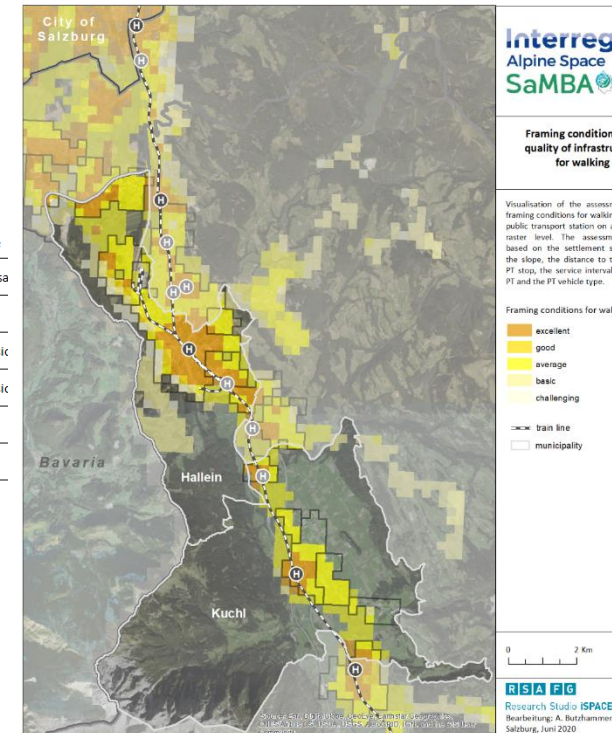 City of
Salzburg
H
H
H
H
H
H
H
H
H
H
H
H
Bavaria
Hallein
Kuchl
Interreg
Alpine Space
SaMBA
Framing condition
quality of infrastru
for walking
Visualisation of the assessm
framing conditions for walkin
public transport station on a
raster level. The assessm
based on the settlement s
the slope, the distance to t
PT stop, the service interval
PT and the PT vehicle type.
Framing conditions for wal
excellent
good
average
basic
challenging
train line
municipality
0 2 Km
RSA FG
Research Studio iSPACE
Bearbeitung: A. Butzhammer
Salzburg, Juni 2020